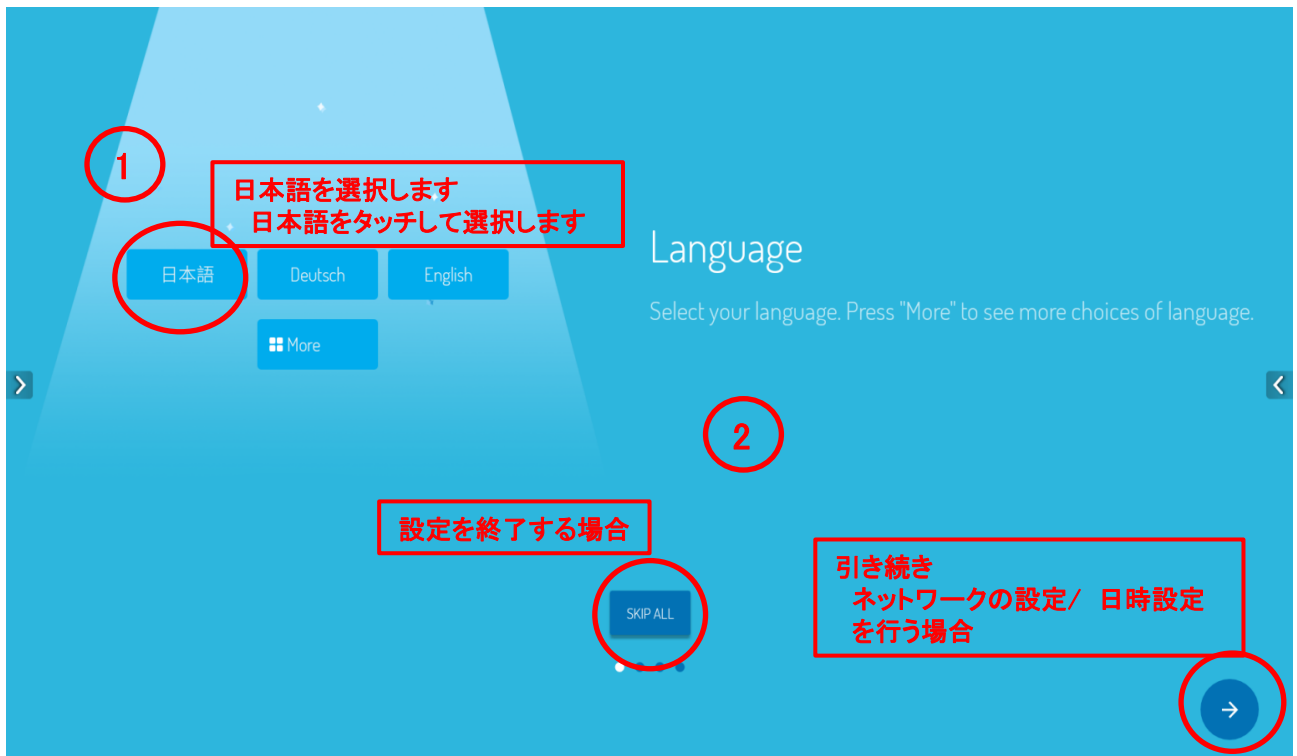 1
日本語を選択します
日本語をタッチして選択します
日本語
Deutsch
English
More
Language
Select your language. Press "More" to see more choices of language.
2
設定を終了する場合
SKIP ALL
引き続き
ネットワークの設定/ 日時設定
を行う場合